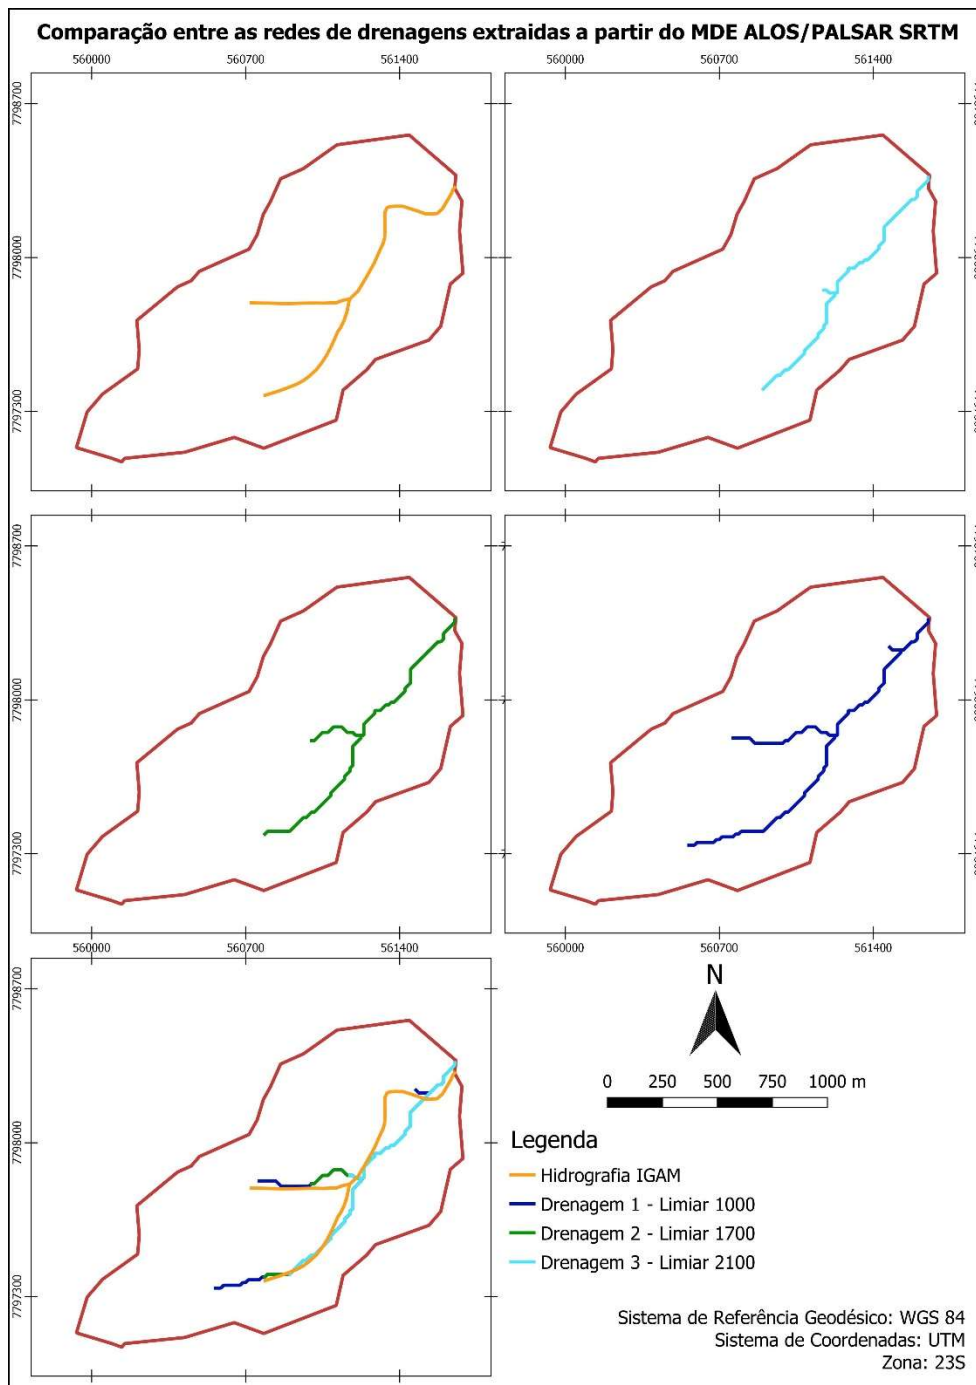 Comparação entre as redes de drenagens extraidas a partir do MDE ALOS/PALSAR SRTM
560000 560700 561400 560000 560700 561400
7798700
7798000
7797300
7798700
7798000
7797300
560000 560700 561400 560000 560700 561400
7798700
7798000
7797300
N
0 250 500 750 1000 m
Legenda
Hidrografia IGAM
Drenagem 1 - Limiar 1000
Drenagem 2 - Limiar 1700
Drenagem 3 - Limiar 2100
Sistema de Referência Geodésico: WGS 84
Sistema de Coordenadas: UTM
Zona: 23S